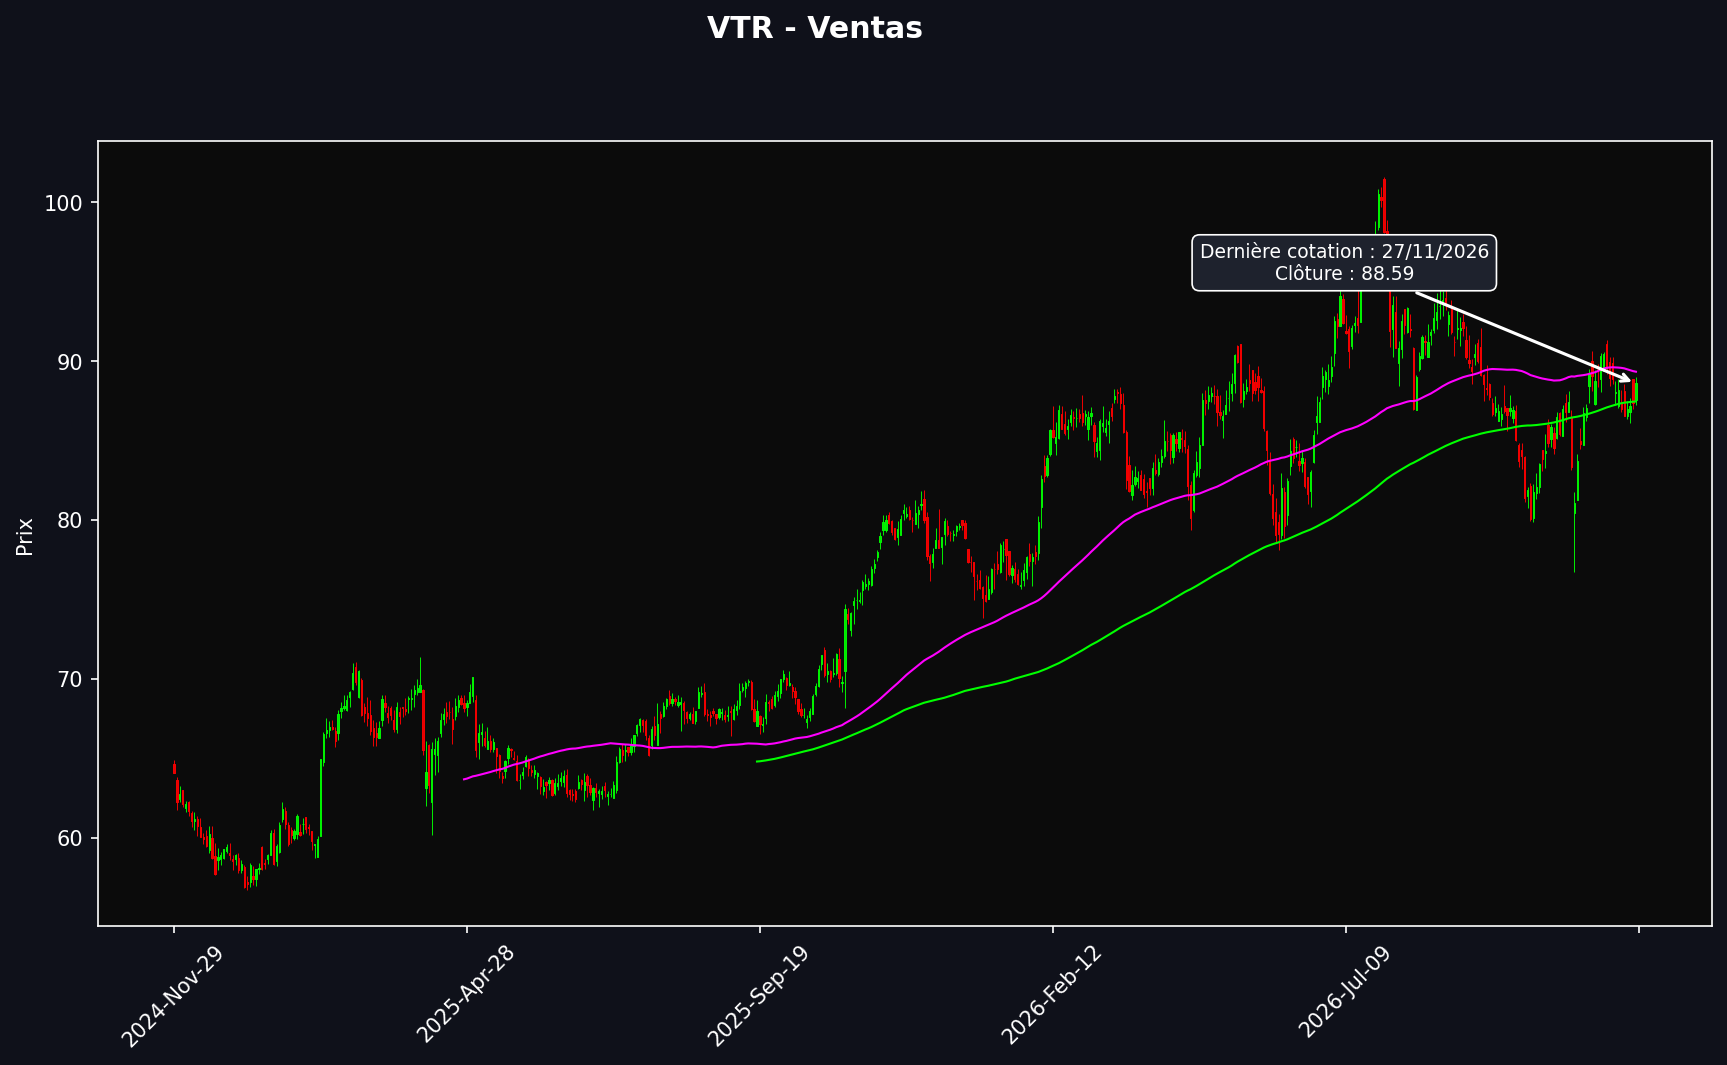 VTR - Ventas
Dernière cotation : 27/11/2026
Clôture : 88.59
Prix
100
90
80
70
60
2024-Nov-29
2025-Apr-28
2025-Sep-19
2026-Feb-12
2026-Jul-09